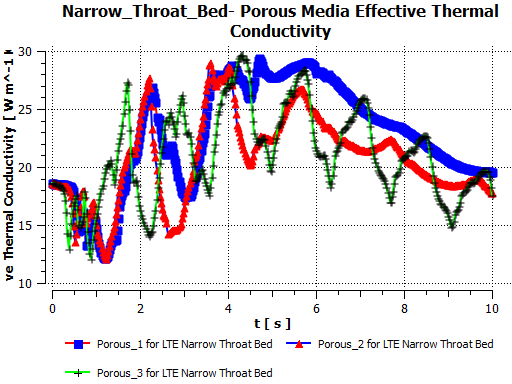 Narrow_Throat_Bed- Porous Media Effective Thermal
Conductivity
ve Thermal Conductivity [ W m^-1 K
30
25
20
15
10
0
2
4
6
8
10
t [ s ]
Porous_1 for LTE Narrow Throat Bed
Porous_2 for LTE Narrow Throat Bed
Porous_3 for LTE Narrow Throat Bed